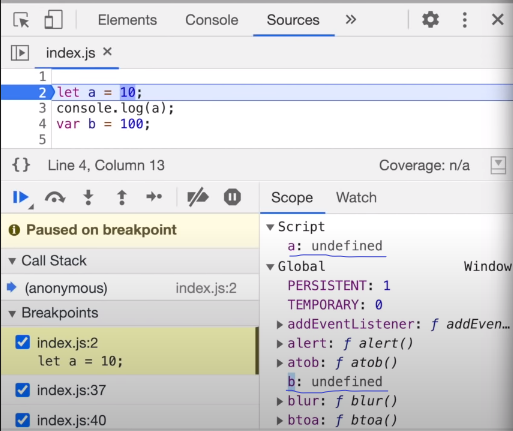 Elements Console Sources »
index.js ×
1
2 let a = 10;
3 console.log(a);
4 var b = 100;
5
{} Line 4, Column 13 Coverage: n/a
Paused on breakpoint
Call Stack
(anonymous) index.js:2
Breakpoints
index.js:2
let a = 10;
index.js:37
index.js:40
Scope Watch
Script
a: undefined
Global Window
PERSISTENT: 1
TEMPORARY: 0
addEventListener: ƒ addEven…
alert: ƒ alert()
atob: ƒ atob()
b: undefined
blur: ƒ blur()
btoa: ƒ btoa()